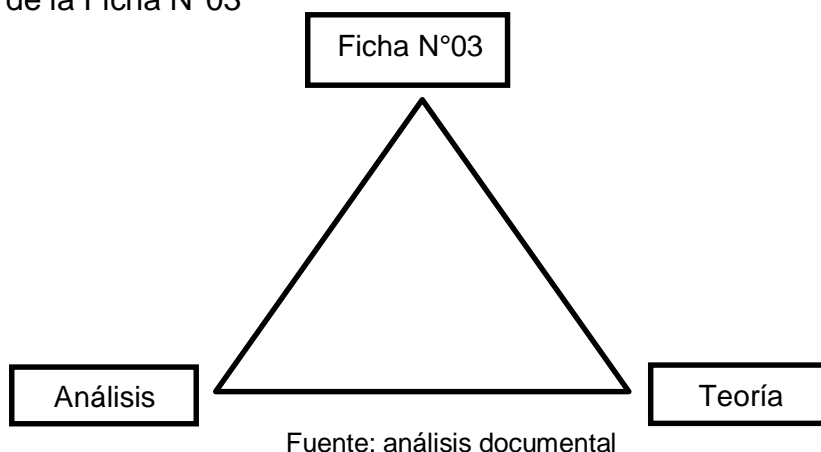 de la Ficha N°03
Ficha N°03
Análisis
Teoría
Fuente: análisis documental